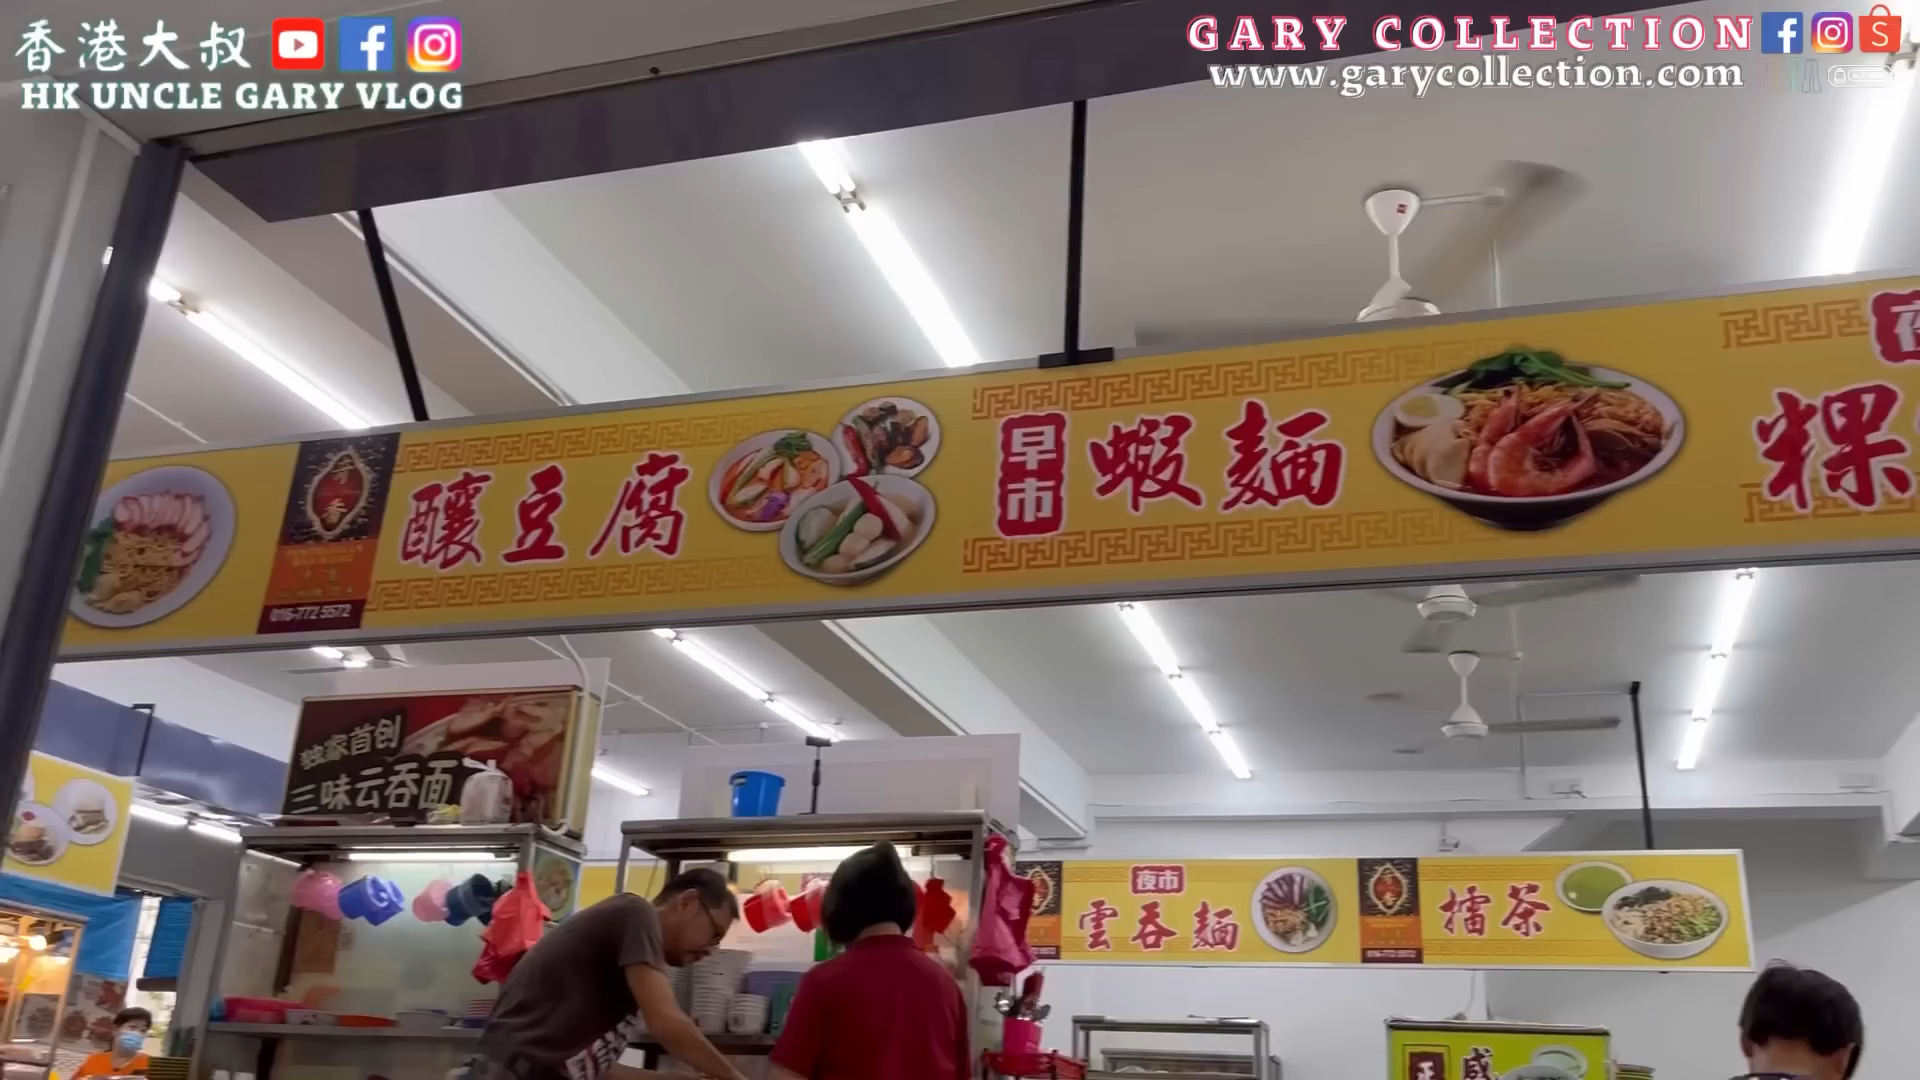 香港大叔
HK UNCLE GARY VLOG
GARY COLLECTION
www.garycollection.com
釀豆腐
016-772 5572
早市
蝦麵
夜
粿
独家首创
三味云吞面
夜市
雲吞麵
擂茶